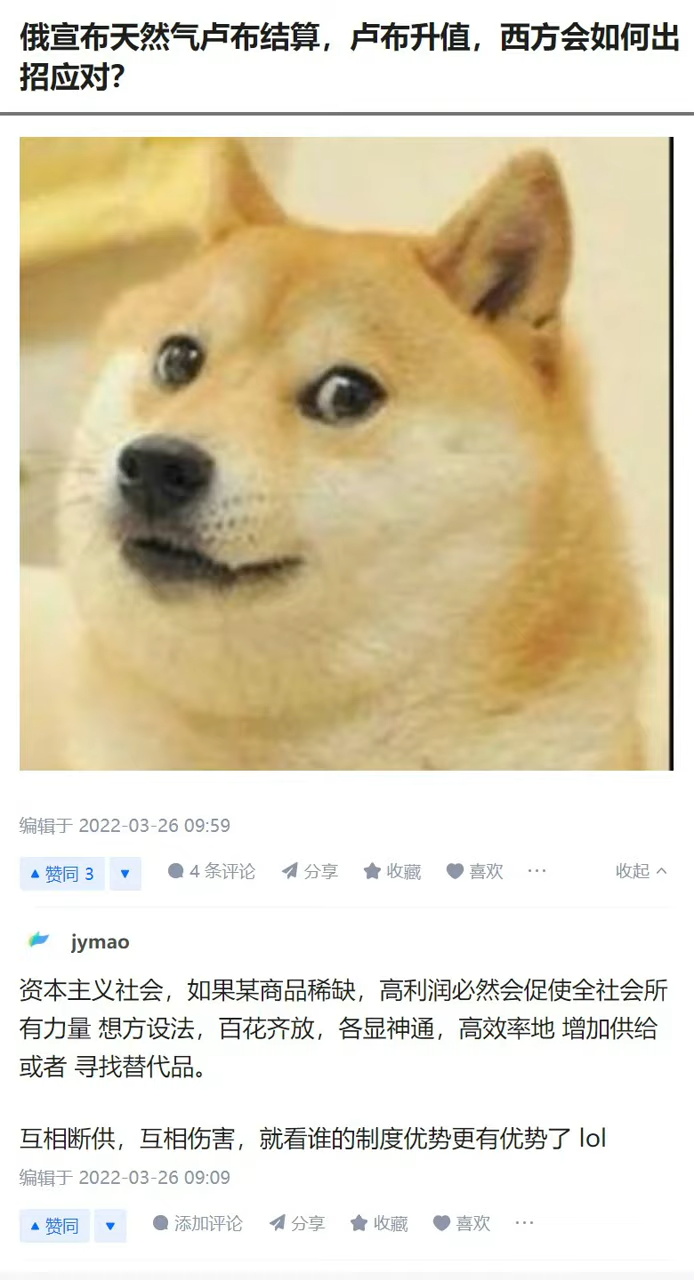 俄宣布天然气卢布结算，卢布升值，西方会如何出
招应对？
编辑于 2022-03-26 09:59
赞同 3
4 条评论
分享
收藏
喜欢
收起
jymao
资本主义社会，如果某商品稀缺，高利润必然会促使全社会所
有力量 想方设法，百花齐放，各显神通，高效率地 增加供给
或者 寻找替代品。
互相断供，互相伤害，就看谁的制度优势更有优势了 lol
编辑于 2022-03-26 09:09
赞同
添加评论
分享
收藏
喜欢